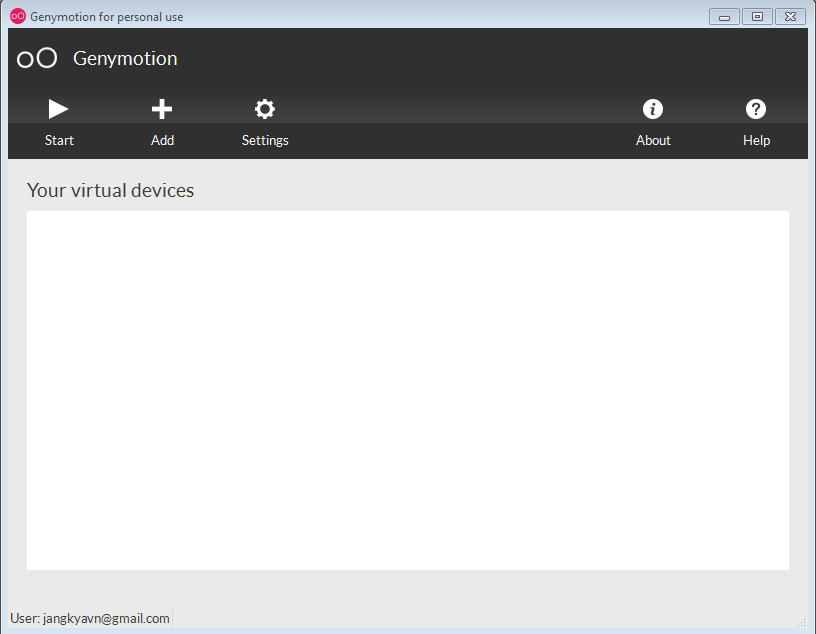 Genymotion for personal use
Genymotion
Start Add Settings About Help
Your virtual devices
User: jangkyavn@gmail.com